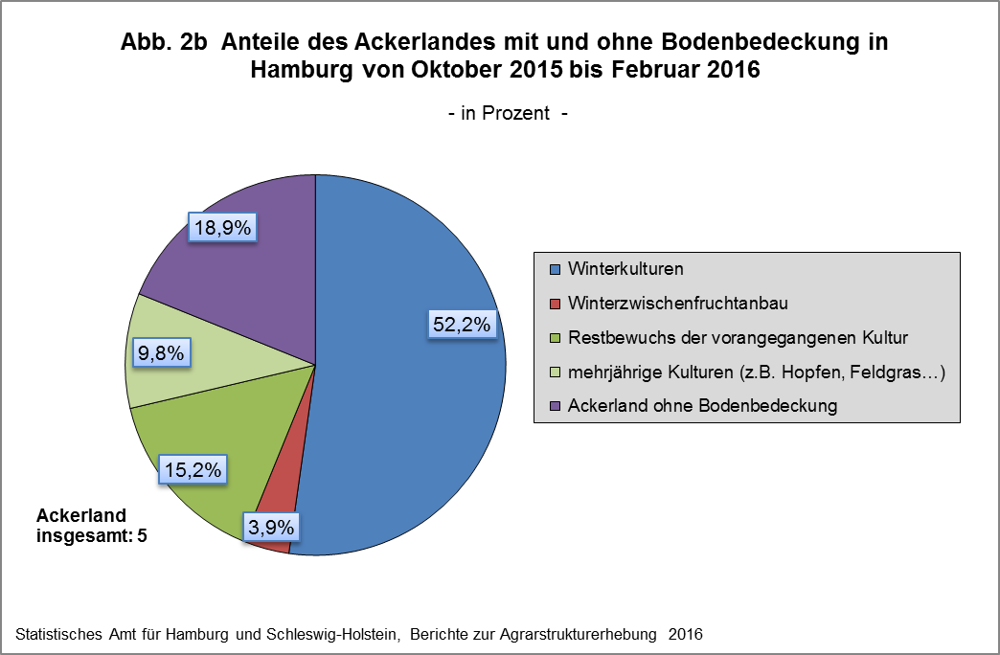 Abb. 2b  Anteile des Ackerlandes mit und ohne Bodenbedeckung in
Hamburg von Oktober 2015 bis Februar 2016
- in Prozent  -
18,9%
52,2%
9,8%
15,2%
3,9%
Winterkulturen
Winterzwischenfruchtanbau
Restbewuchs der vorangegangenen Kultur
mehrjährige Kulturen (z.B. Hopfen, Feldgras…)
Ackerland ohne Bodenbedeckung
Ackerland
insgesamt: 5
Statistisches Amt für Hamburg und Schleswig-Holstein,  Berichte zur Agrarstrukturerhebung  2016